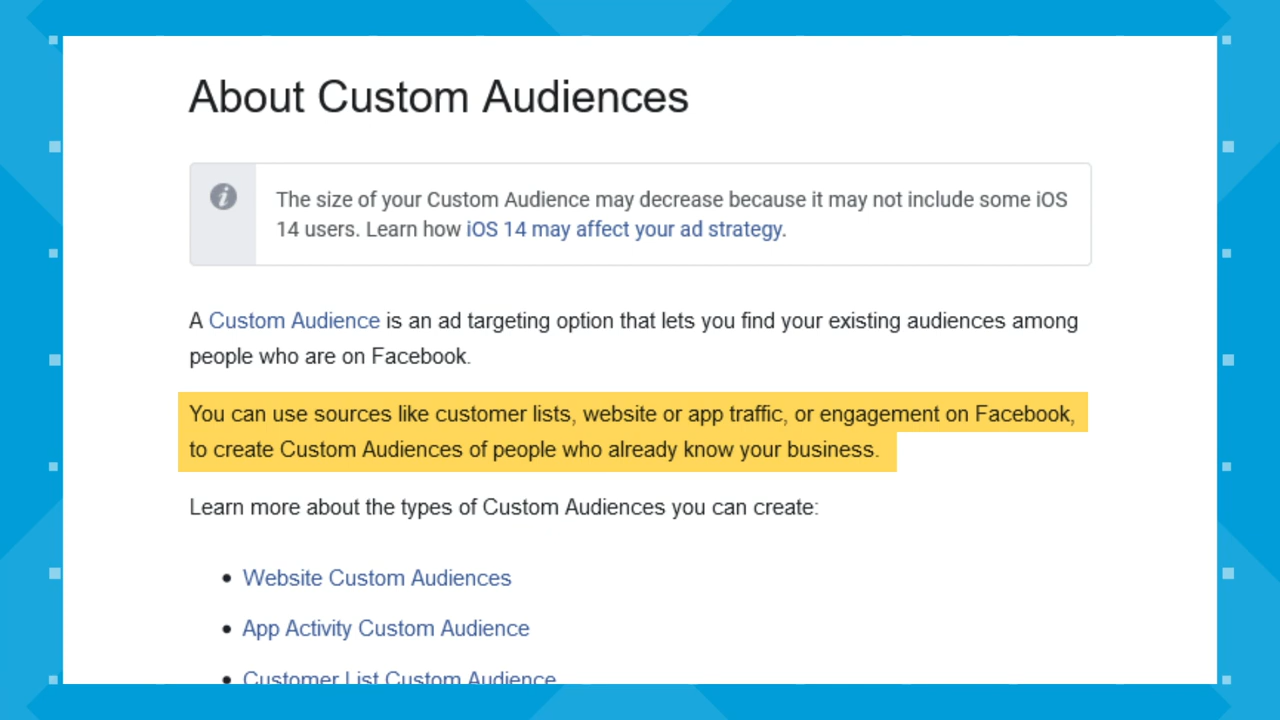 About Custom Audiences
The size of your Custom Audience may decrease because it may not include some iOS
14 users. Learn how iOS 14 may affect your ad strategy.
A Custom Audience is an ad targeting option that lets you find your existing audiences among
people who are on Facebook.
You can use sources like customer lists, website or app traffic, or engagement on Facebook,
to create Custom Audiences of people who already know your business.
Learn more about the types of Custom Audiences you can create:
• Website Custom Audiences
• App Activity Custom Audience
• Customer List Custom Audience